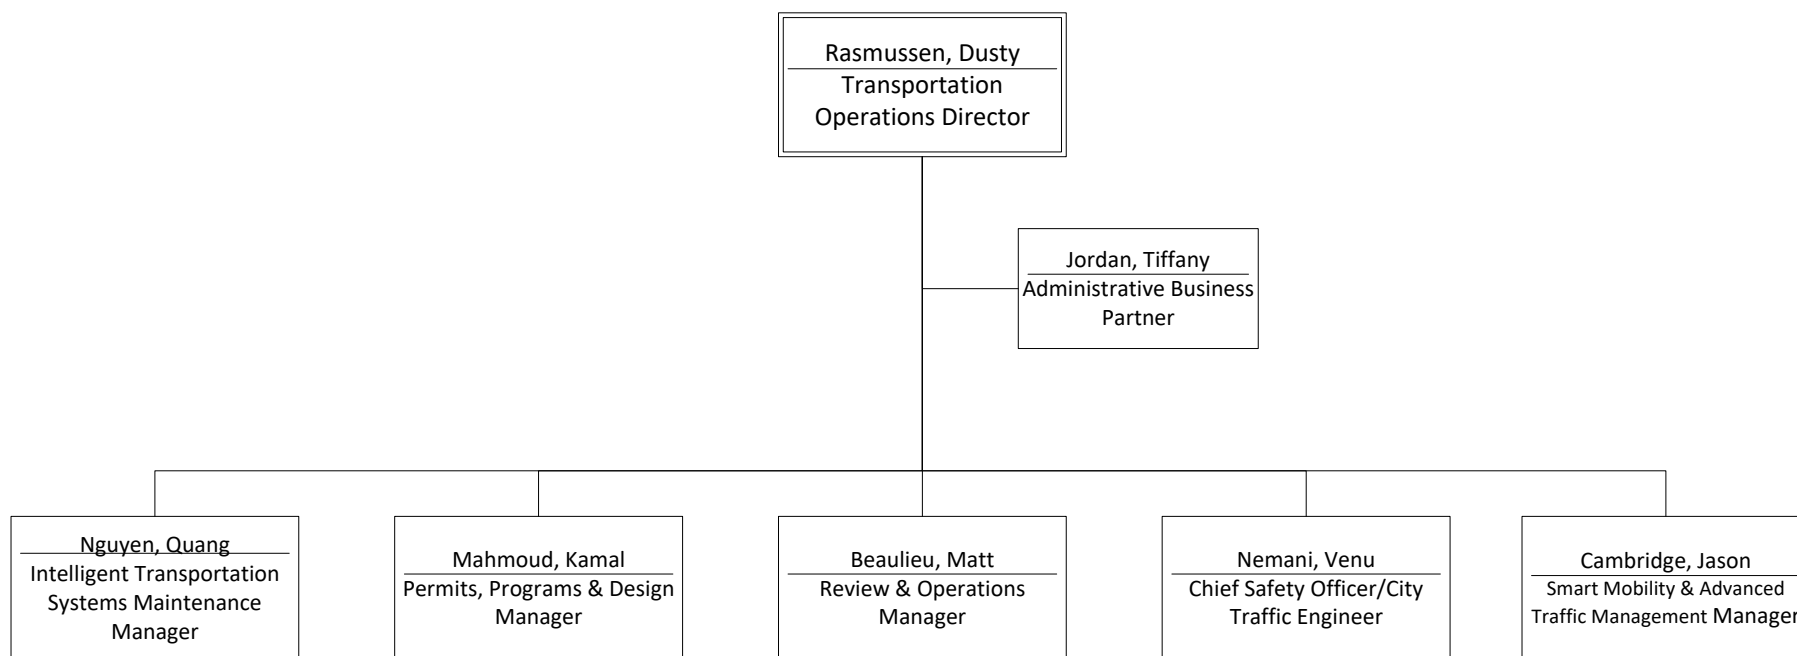 Rasmussen, Dusty
Transportation
Operations Director
Jordan, Tiffany
Administrative Business
Partner
Nguyen, Quang
Intelligent Transportation
Systems Maintenance
Manager
Mahmoud, Kamal
Permits, Programs & Design
Manager
Beaulieu, Matt
Review & Operations
Manager
Nemani, Venu
Chief Safety Officer/City
Traffic Engineer
Cambridge, Jason
Smart Mobility & Advanced
Traffic Management Manager